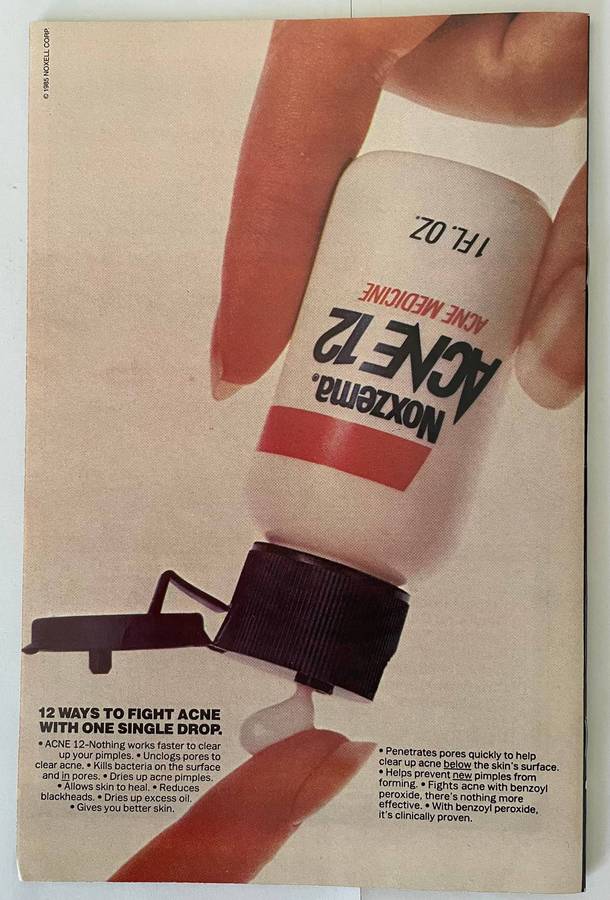 © 1985 NOXELL CORP.
1 FL. OZ.
ACNE MEDICINE
ACNE 12
Noxzema.
12 WAYS TO FIGHT ACNE
WITH ONE SINGLE DROP.
• ACNE 12–Nothing works faster to clear
up your pimples. • Unclogs pores to
clear acne. • Kills bacteria on the surface
and in pores. • Dries up acne pimples.
• Allows skin to heal. • Reduces
blackheads. • Dries up excess oil.
• Gives you better skin.
• Penetrates pores quickly to help
clear up acne below the skin's surface.
• Helps prevent new pimples from
forming. • Fights acne with benzoyl
peroxide, there's nothing more
effective. • With benzoyl peroxide,
it's clinically proven.